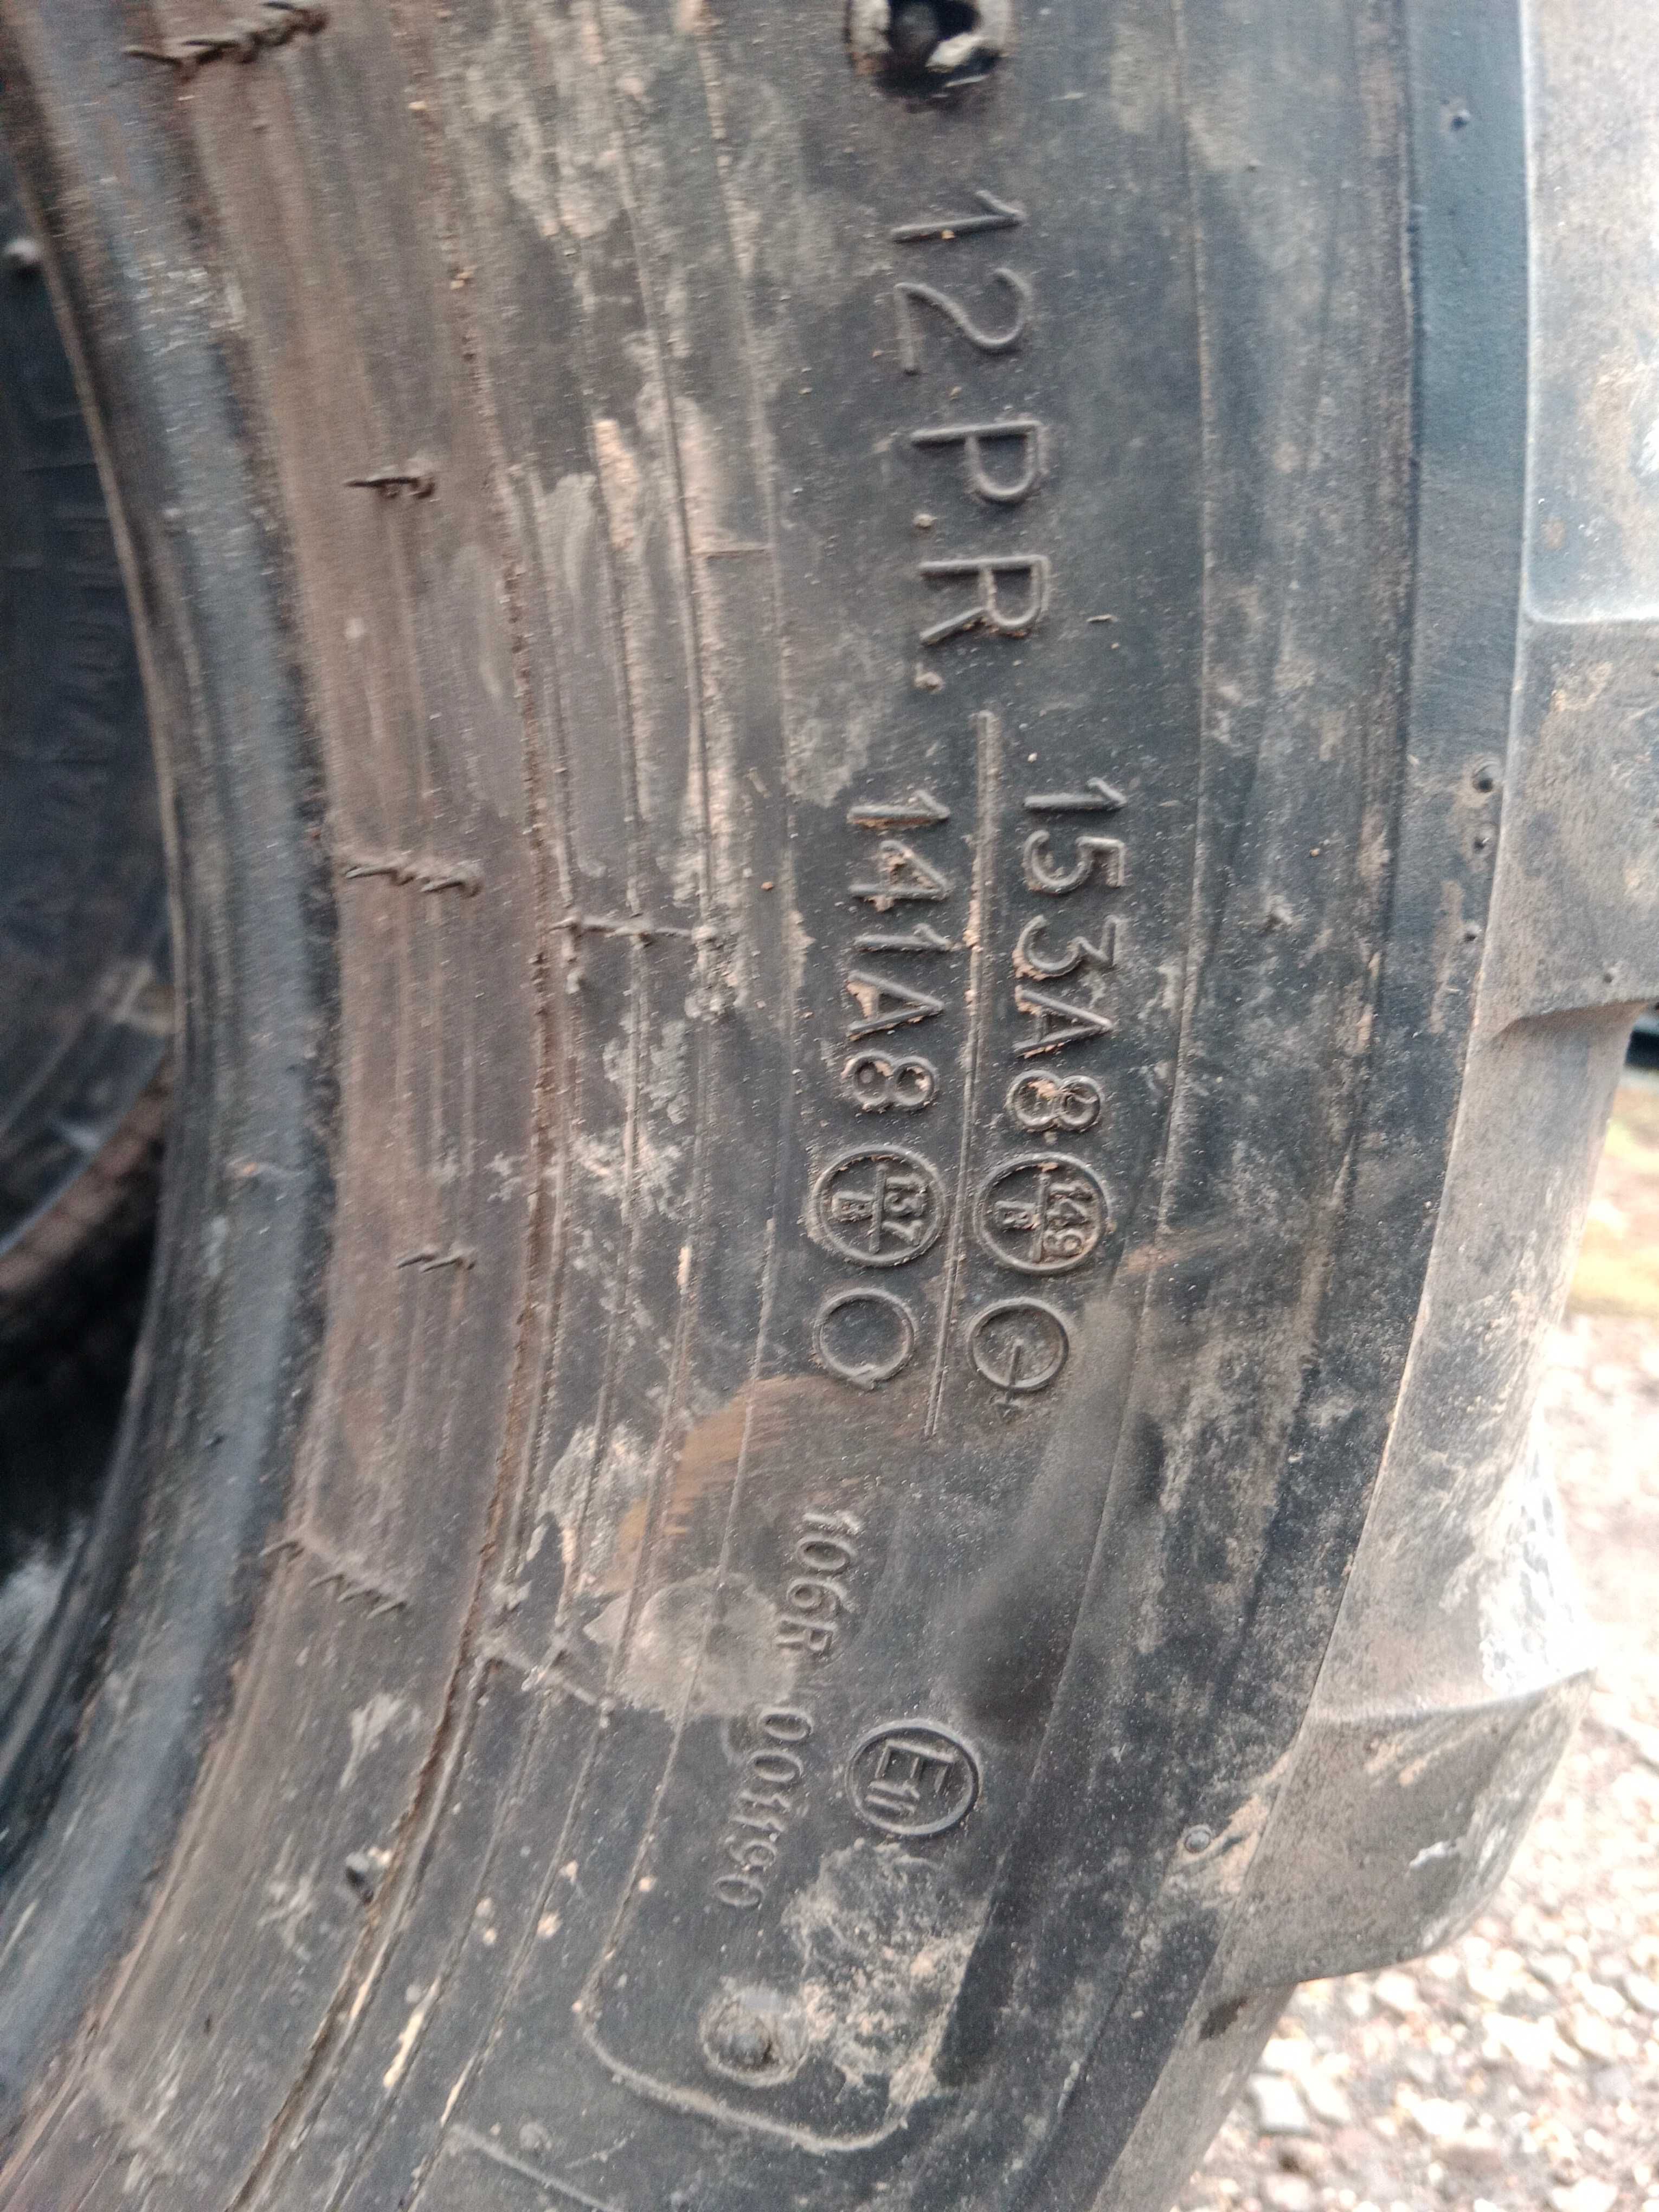 12 P.R.
153A8 149 B
141A8 137 B
E11
106R-001190